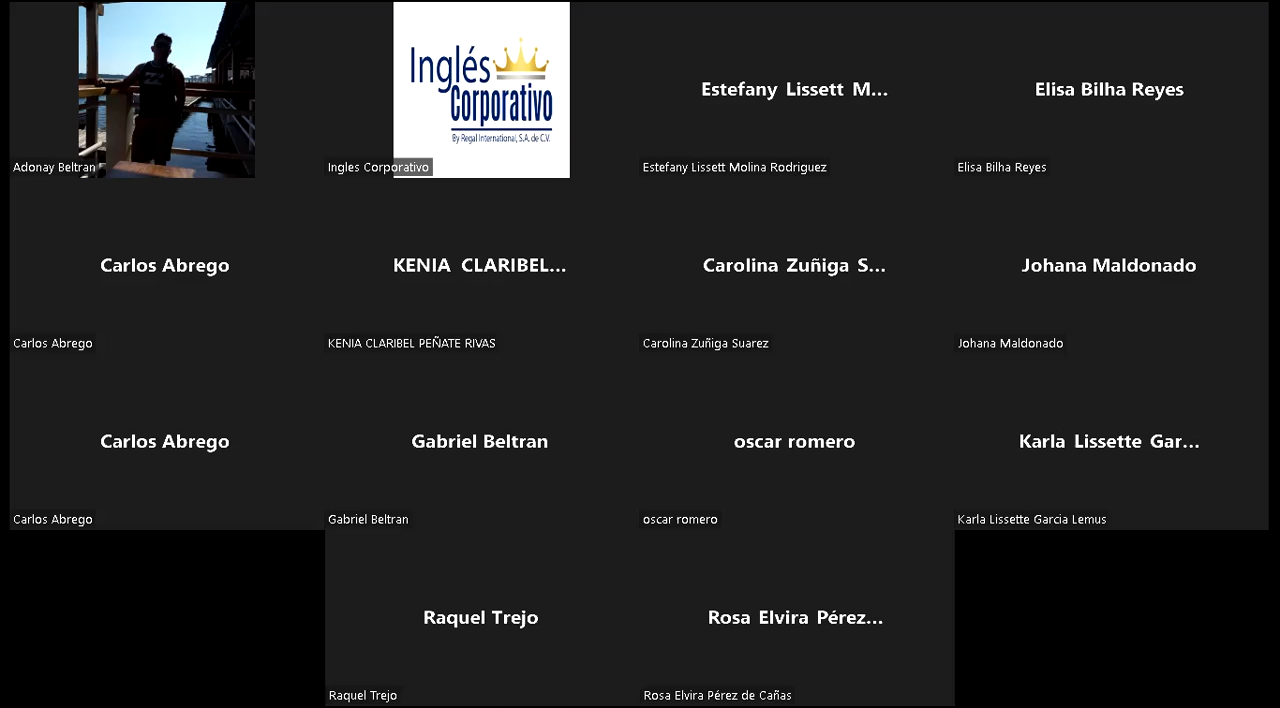 Adonay Beltran
Inglés
Corporativo
By Regal International, S.A. de C.V.
Ingles Corporativo
Estefany Lissett M...
Estefany Lissett Molina Rodriguez
Elisa Bilha Reyes
Elisa Bilha Reyes
Carlos Abrego
Carlos Abrego
KENIA CLARIBEL...
KENIA CLARIBEL PEÑATE RIVAS
Carolina Zuñiga S...
Carolina Zuñiga Suarez
Johana Maldonado
Johana Maldonado
Carlos Abrego
Carlos Abrego
Gabriel Beltran
Gabriel Beltran
oscar romero
oscar romero
Karla Lissette Gar...
Karla Lissette Garcia Lemus
Raquel Trejo
Raquel Trejo
Rosa Elvira Pérez...
Rosa Elvira Pérez de Cañas